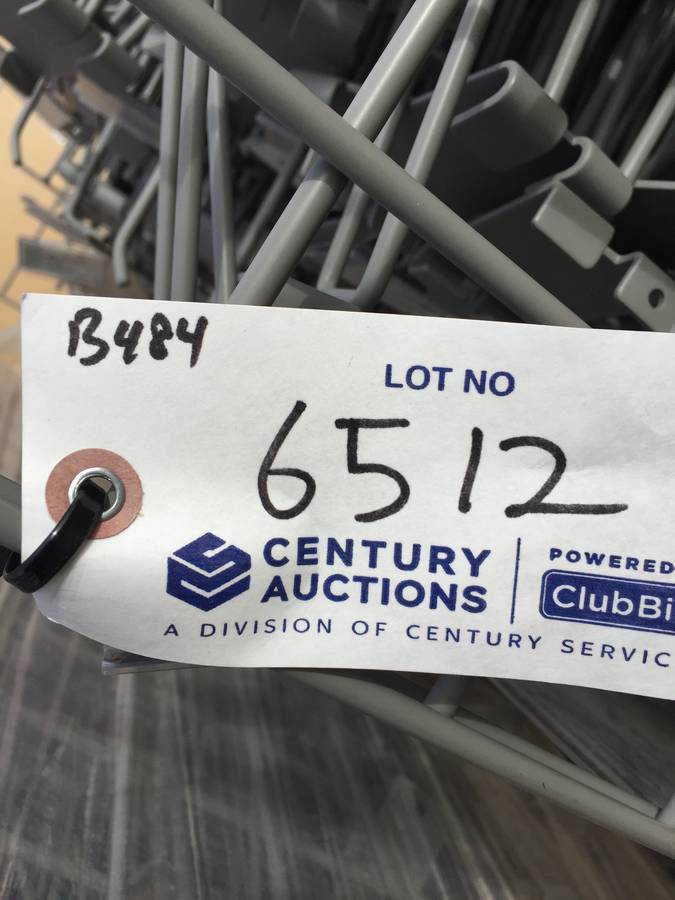 B484
LOT NO
6512
CENTURY
AUCTIONS
A DIVISION OF CENTURY SERVIC
POWERED
ClubBi